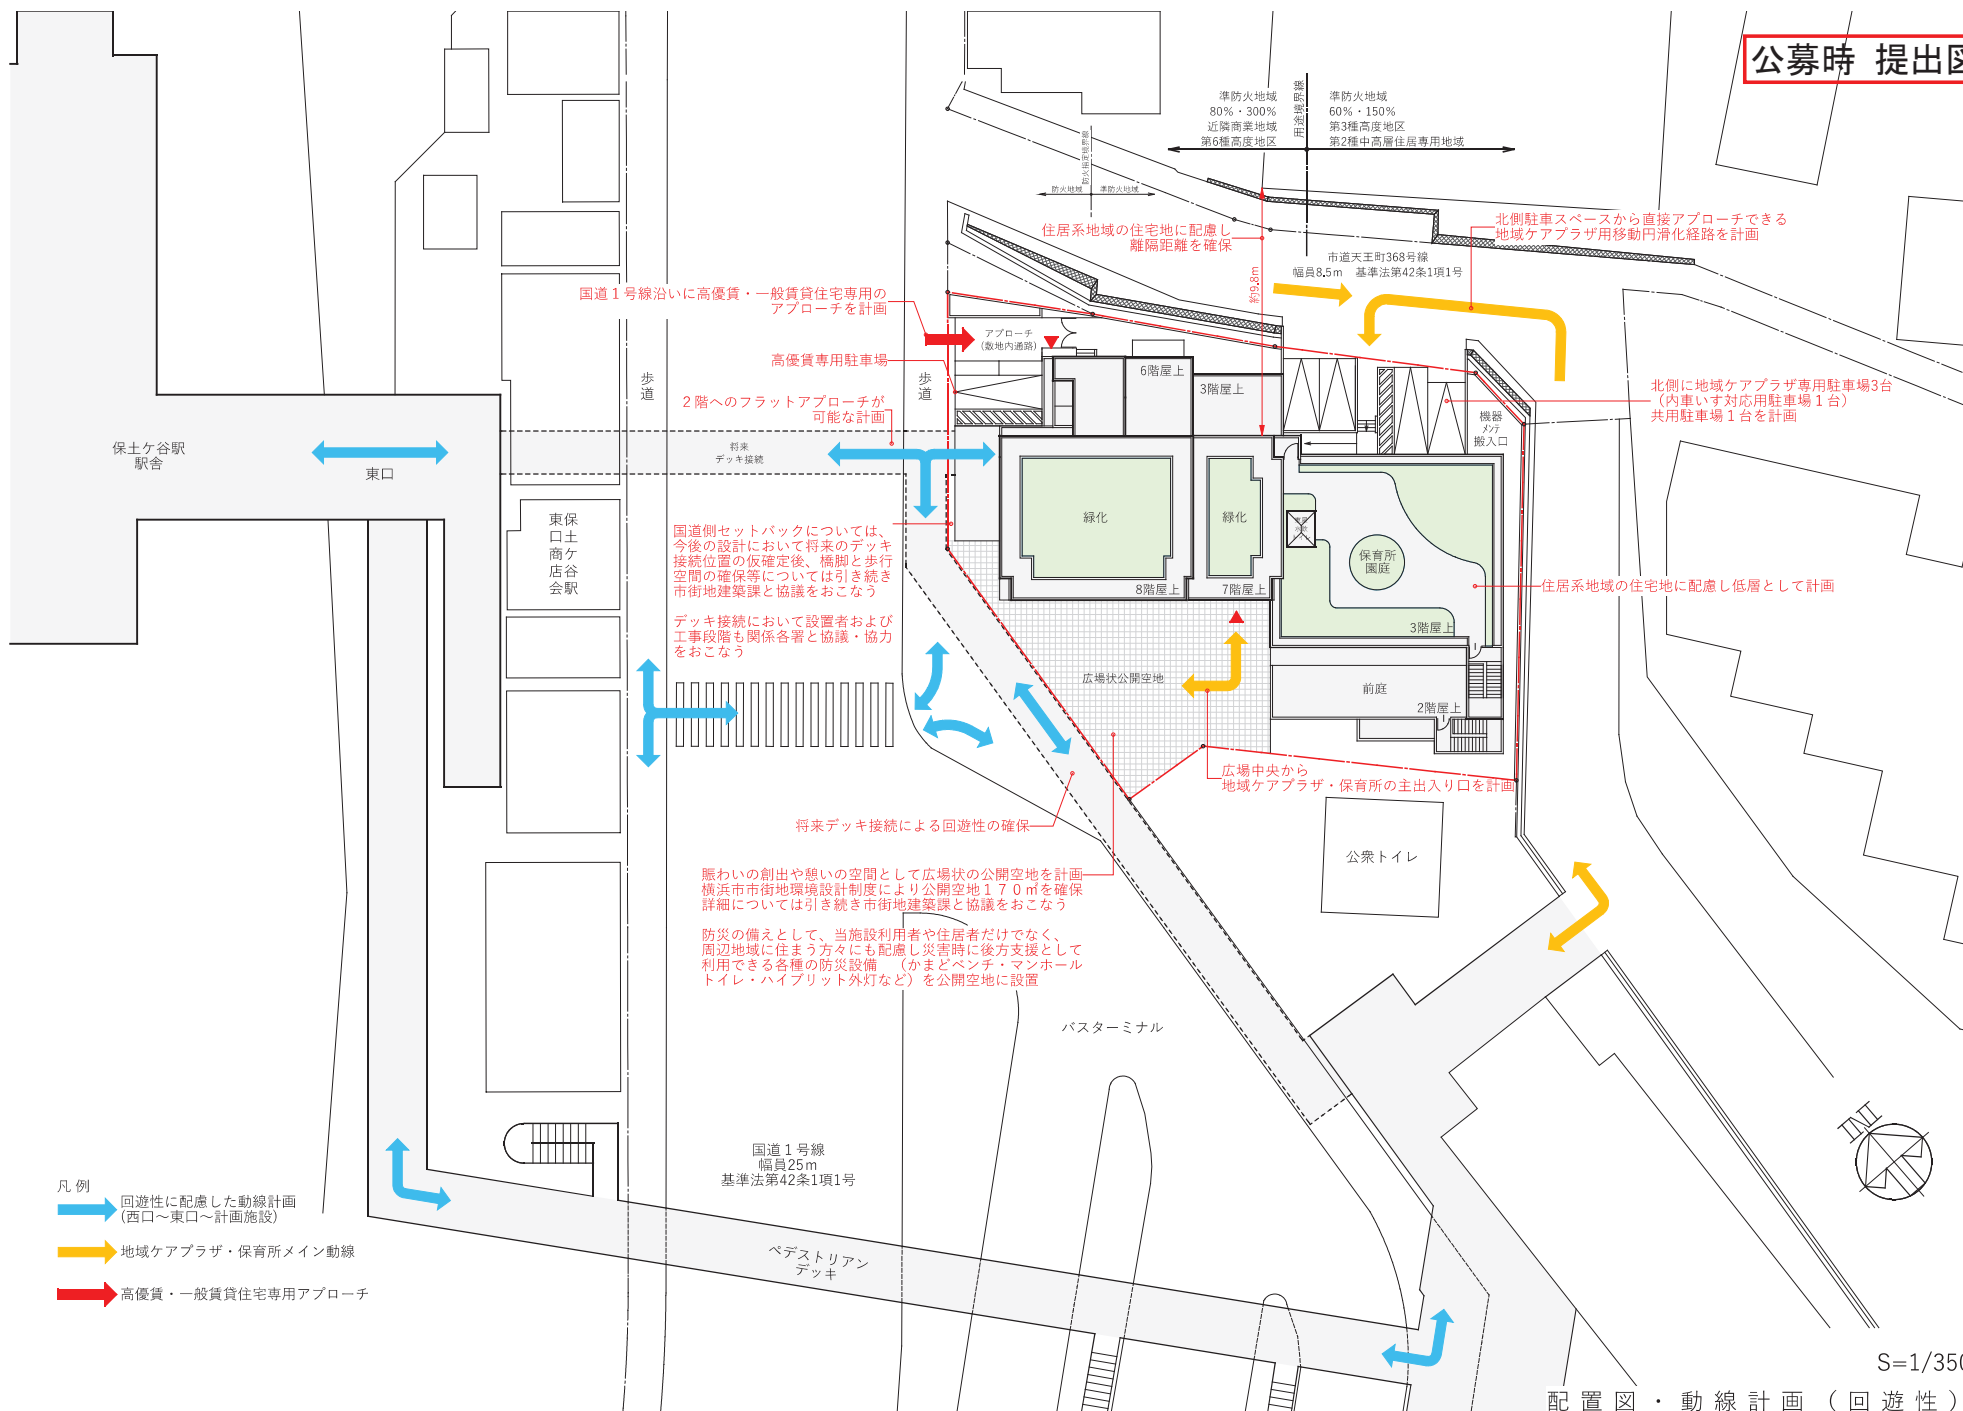 公募時 提出図
準防火地域
80%・300%
近隣商業地域
第6種高度地区
用途境界線
準防火地域
60%・150%
第3種高度地区
第2種中高層住居専用地域
防火指定境界線
防火地域
準防火地域
住居系地域の住宅地に配慮し
離隔距離を確保
約9.8m
北側駐車スペースから直接アプローチできる
地域ケアプラザ用移動円滑化経路を計画
市道天王町368号線
幅員8.5m 基準法第42条1項1号
国道1号線沿いに高優賃・一般賃貸住宅専用の
アプローチを計画
アプローチ
(敷地内通路)
高優賃専用駐車場
歩道
歩道
2階へのフラットアプローチが
可能な計画
6階屋上
3階屋上
北側に地域ケアプラザ専用駐車場3台
(内車いす対応用駐車場1台)
共用駐車場1台を計画
機器
メンテ
搬入口
保土ケ谷駅
駅舎
東口
将来
デッキ接続
緑化
緑化
保育所
園庭
8階屋上
7階屋上
3階屋上
住居系地域の住宅地に配慮し低層として計画
保土ケ谷駅
東口商店会
国道側セットバックについては、
今後の設計において将来のデッキ
接続位置の仮確定後、橋脚と歩行
空間の確保等については引き続き
市街地建築課と協議をおこなう
デッキ接続において設置者および
工事段階も関係各署と協議・協力
をおこなう
広場状公開空地
前庭
2階屋上
広場中央から
地域ケアプラザ・保育所の主出入り口を計画
将来デッキ接続による回遊性の確保
公衆トイレ
賑わいの創出や憩いの空間として広場状の公開空地を計画
横浜市市街地環境設計制度により公開空地170㎡を確保
詳細については引き続き市街地建築課と協議をおこなう
防災の備えとして、当施設利用者や住居者だけでなく、
周辺地域に住まう方々にも配慮し災害時に後方支援として
利用できる各種の防災設備 (かまどベンチ・マンホール
トイレ・ハイブリット外灯など)を公開空地に設置
バスターミナル
国道1号線
幅員25m
基準法第42条1項1号
ペデストリアン
デッキ
凡例
回遊性に配慮した動線計画
(西口～東口～計画施設)
地域ケアプラザ・保育所メイン動線
高優賃・一般賃貸住宅専用アプローチ
N
S=1/350
配置図・動線計画(回遊性)